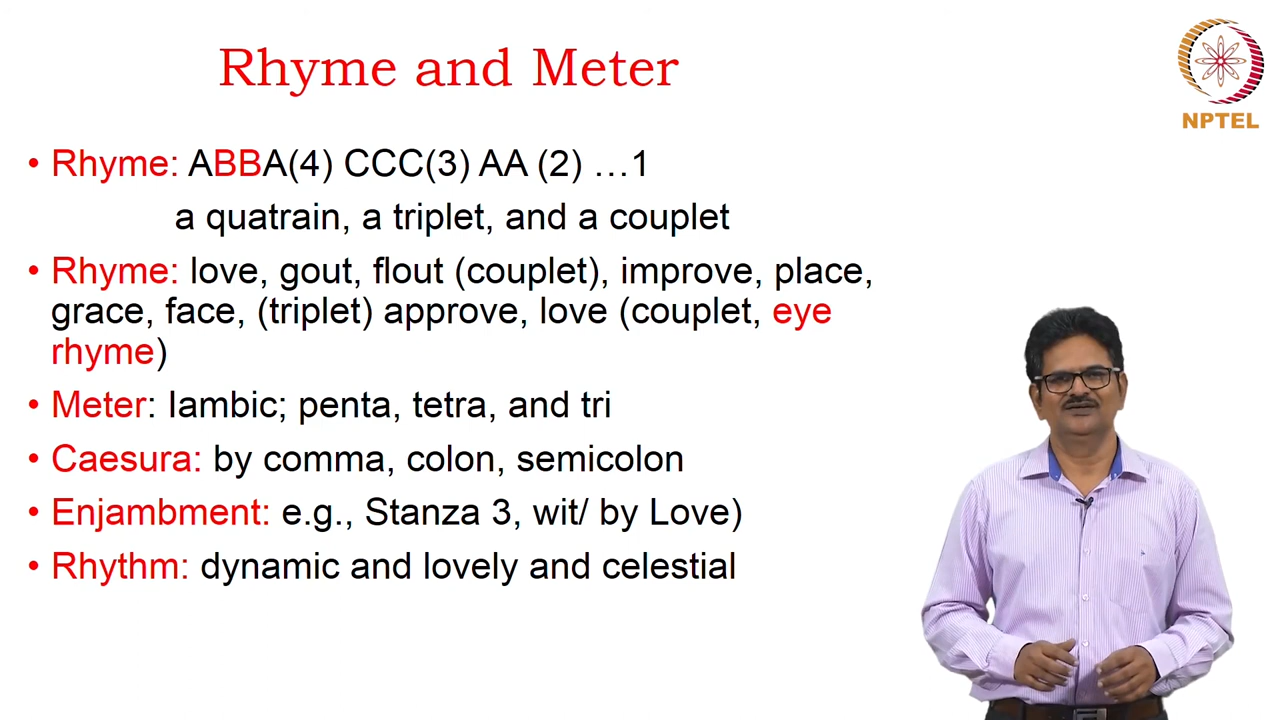 Rhyme and Meter
NPTEL
• Rhyme: ABBA(4) CCC(3) AA (2) …1
a quatrain, a triplet, and a couplet
• Rhyme: love, gout, flout (couplet), improve, place,
grace, face, (triplet) approve, love (couplet, eye
rhyme)
• Meter: Iambic; penta, tetra, and tri
• Caesura: by comma, colon, semicolon
• Enjambment: e.g., Stanza 3, wit/ by Love)
• Rhythm: dynamic and lovely and celestial